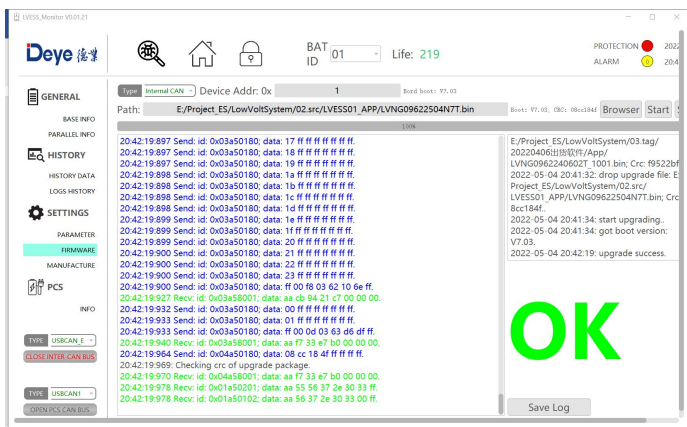 LVESS_Monitor V0.01.21
Deye 德业
BAT ID 01
Life: 219
PROTECTION 2022
ALARM 0 20:4
GENERAL
BASE INFO
PARALLEL INFO
HISTORY
HISTORY DATA
LOGS HISTORY
SETTINGS
PARAMETER
FIRMWARE
MANUFACTURE
PCS
INFO
TYPE USBCAN_E
CLOSE INTER-CAN BUS
TYPE USBCAN1
OPEN PCS CAN BUS
Type Internal CAN Device Addr: 0x 1 Bord boot: V7.03
Path: E:/Project_ES/LowVoltSystem/02.src/LVESS01_APP/LVNG09622504N7T.bin Boot: V7.03, CRC: 08cc184f Browser Start S
100%
20:42:19:897 Send: id: 0x03a50180; data: 17 ff ff ff ff ff ff ff.
20:42:19:897 Send: id: 0x03a50180; data: 18 ff ff ff ff ff ff ff.
20:42:19:897 Send: id: 0x03a50180; data: 19 ff ff ff ff ff ff ff.
20:42:19:898 Send: id: 0x03a50180; data: 1a ff ff ff ff ff ff ff.
20:42:19:898 Send: id: 0x03a50180; data: 1b ff ff ff ff ff ff ff.
20:42:19:898 Send: id: 0x03a50180; data: 1c ff ff ff ff ff ff ff.
20:42:19:898 Send: id: 0x03a50180; data: 1d ff ff ff ff ff ff ff.
20:42:19:899 Send: id: 0x03a50180; data: 1e ff ff ff ff ff ff ff.
20:42:19:899 Send: id: 0x03a50180; data: 1f ff ff ff ff ff ff ff.
20:42:19:899 Send: id: 0x03a50180; data: 20 ff ff ff ff ff ff ff.
20:42:19:900 Send: id: 0x03a50180; data: 21 ff ff ff ff ff ff ff.
20:42:19:900 Send: id: 0x03a50180; data: 22 ff ff ff ff ff ff ff.
20:42:19:900 Send: id: 0x03a50180; data: 23 ff ff ff ff ff ff ff.
20:42:19:900 Send: id: 0x03a50180; data: ff 00 f8 03 62 10 6e ff.
20:42:19:927 Recv: id: 0x03a58001; data: aa cb 94 21 c7 00 00 00.
20:42:19:932 Send: id: 0x03a50180; data: 00 ff ff ff ff ff ff ff.
20:42:19:933 Send: id: 0x03a50180; data: 01 ff ff ff ff ff ff ff.
20:42:19:933 Send: id: 0x03a50180; data: ff 00 0d 03 63 d6 df ff.
20:42:19:940 Recv: id: 0x03a58001; data: aa f7 33 e7 b0 00 00 00.
20:42:19:964 Send: id: 0x04a50180; data: 08 cc 18 4f ff ff ff ff.
20:42:19:969: Checking crc of upgrade package.
20:42:19:970 Recv: id: 0x04a58001; data: aa f7 33 e7 b0 00 00 00.
20:42:19:978 Recv: id: 0x01a50201; data: aa 55 56 37 2e 30 33 ff.
20:42:19:978 Recv: id: 0x01a50102; data: aa 56 37 2e 30 33 00 ff.
E:/Project_ES/LowVoltSystem/03.tag/
20220406出货软件/App/
LVNG0962240602T_1001.bin; Crc: f9522bf
2022-05-04 20:41:32: drop upgrade file: E:
Project_ES/LowVoltSystem/02.src/
LVESS01_APP/LVNG09622504N7T.bin; Crc
8cc184f..
2022-05-04 20:41:34: start upgrading..
2022-05-04 20:41:34: got boot version:
V7.03.
2022-05-04 20:42:19: upgrade success.
OK
Save Log